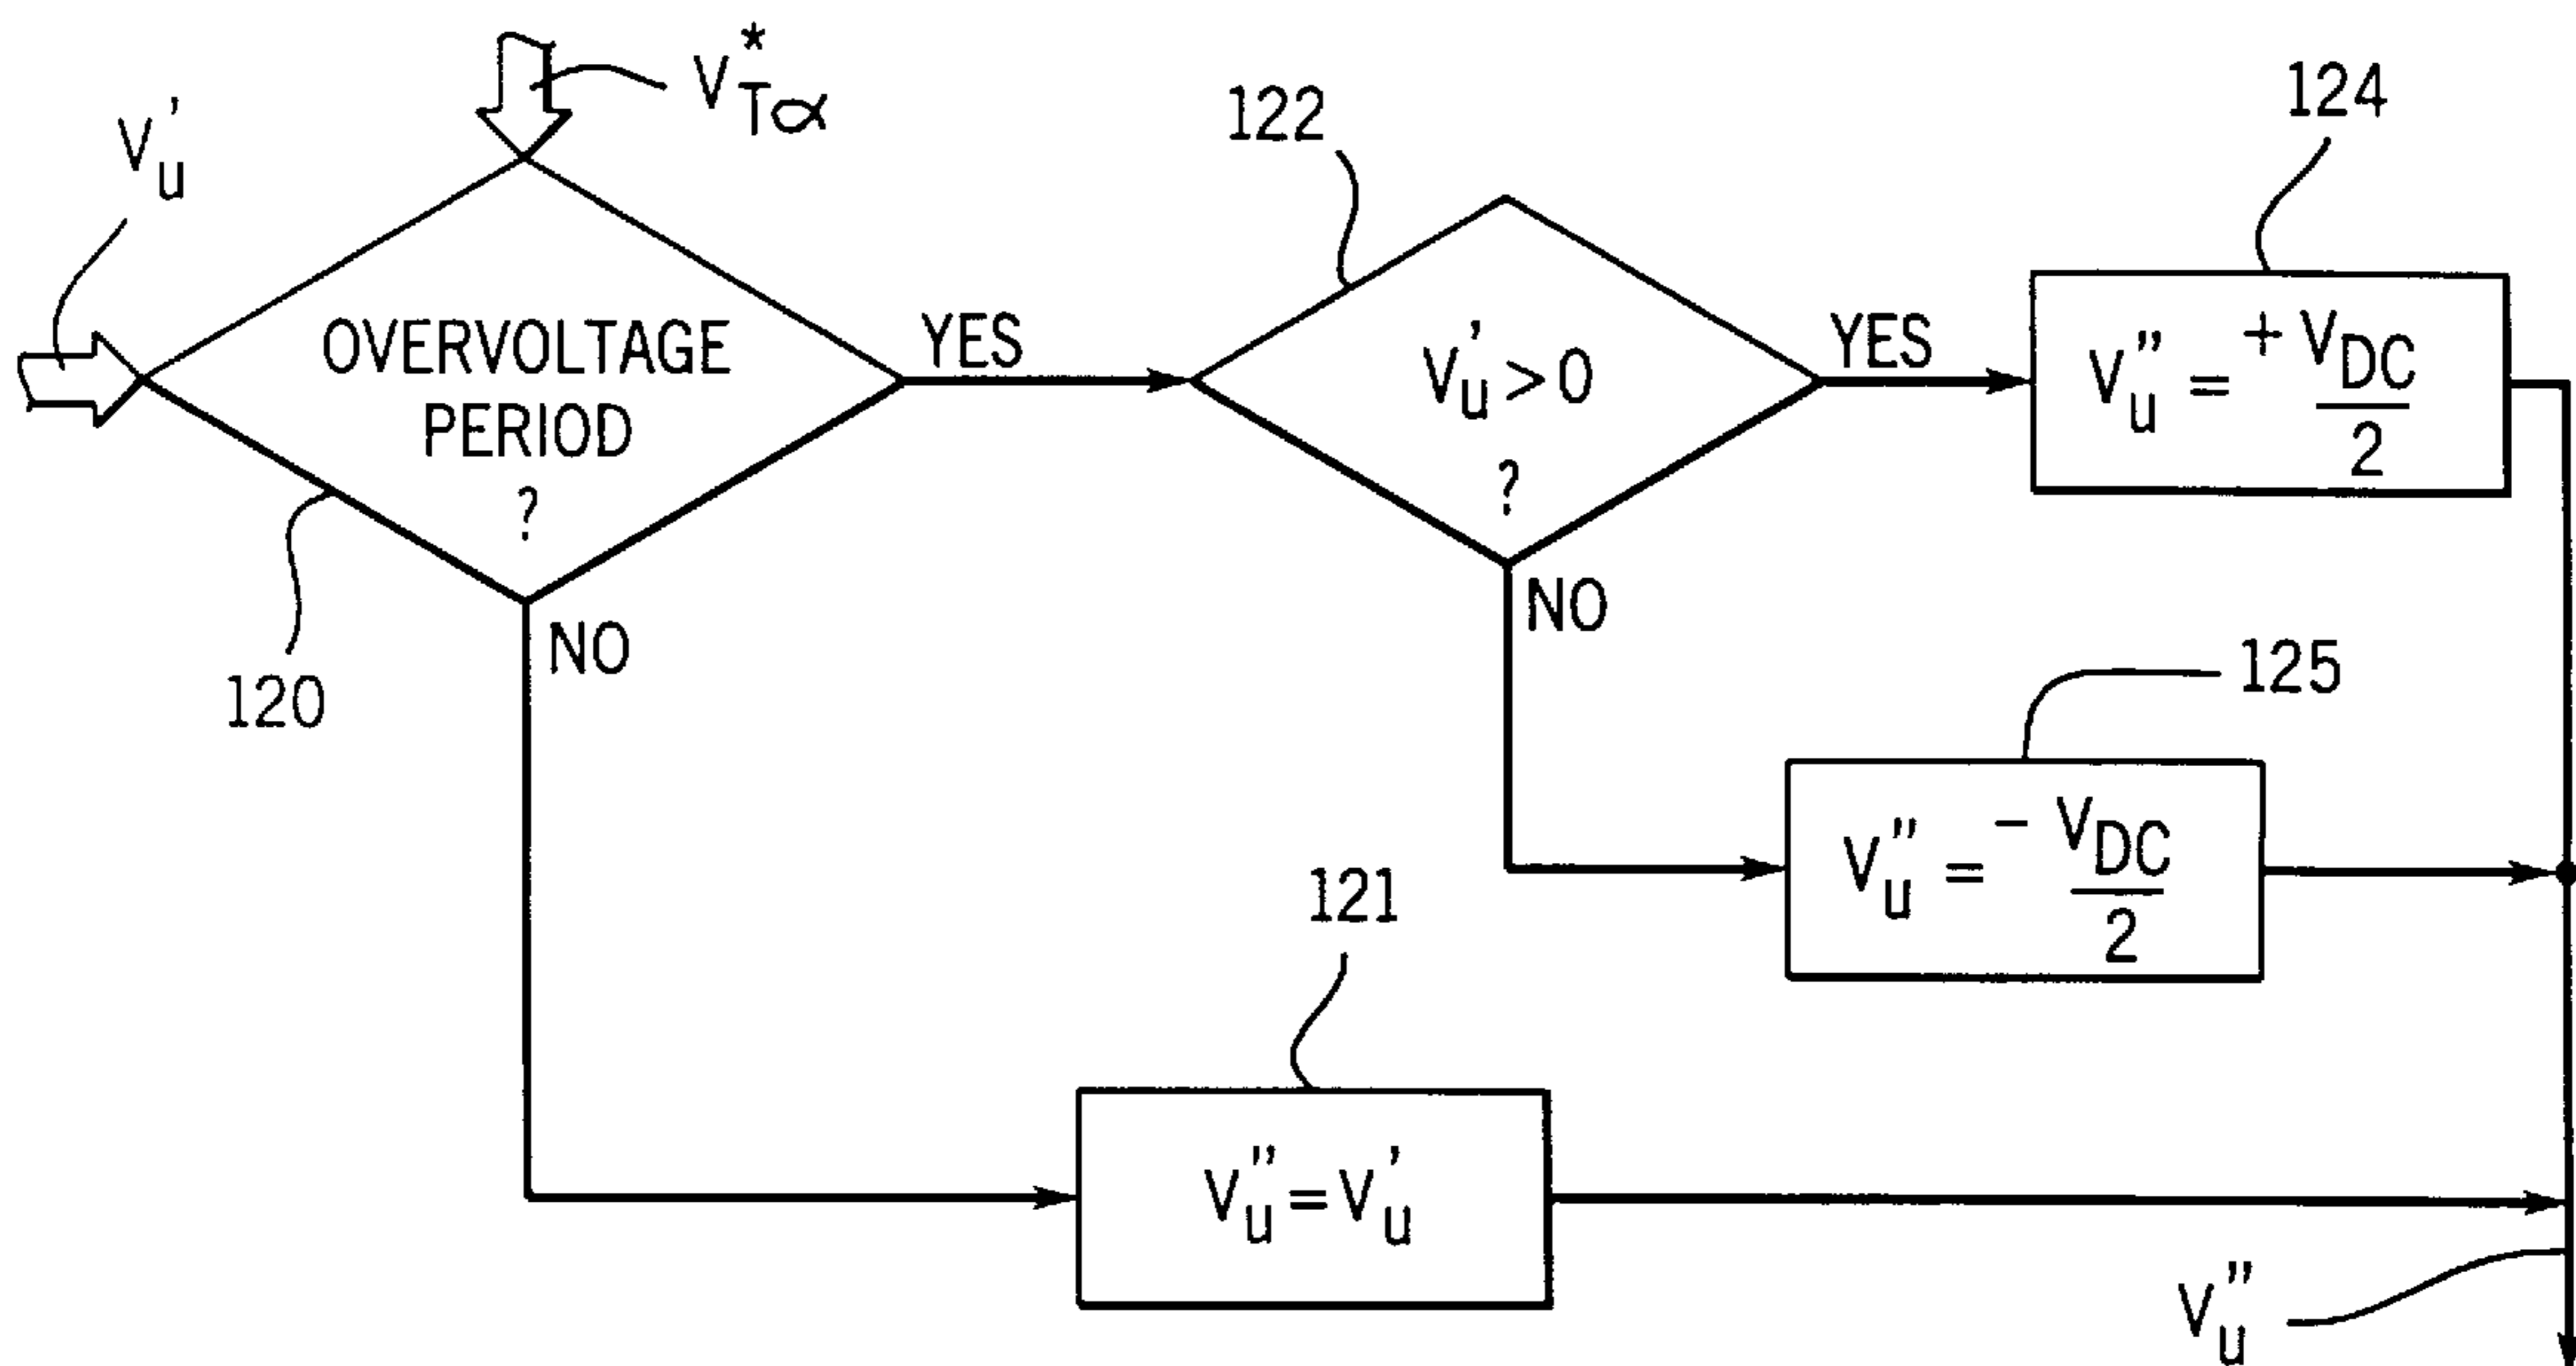 V'u
V*Tα
OVERVOLTAGE
PERIOD
?
120
YES
NO
122
V'u > 0
?
YES
NO
124
V''u = +VDC/2
125
V''u = -VDC/2
121
V''u = V'u
V''u